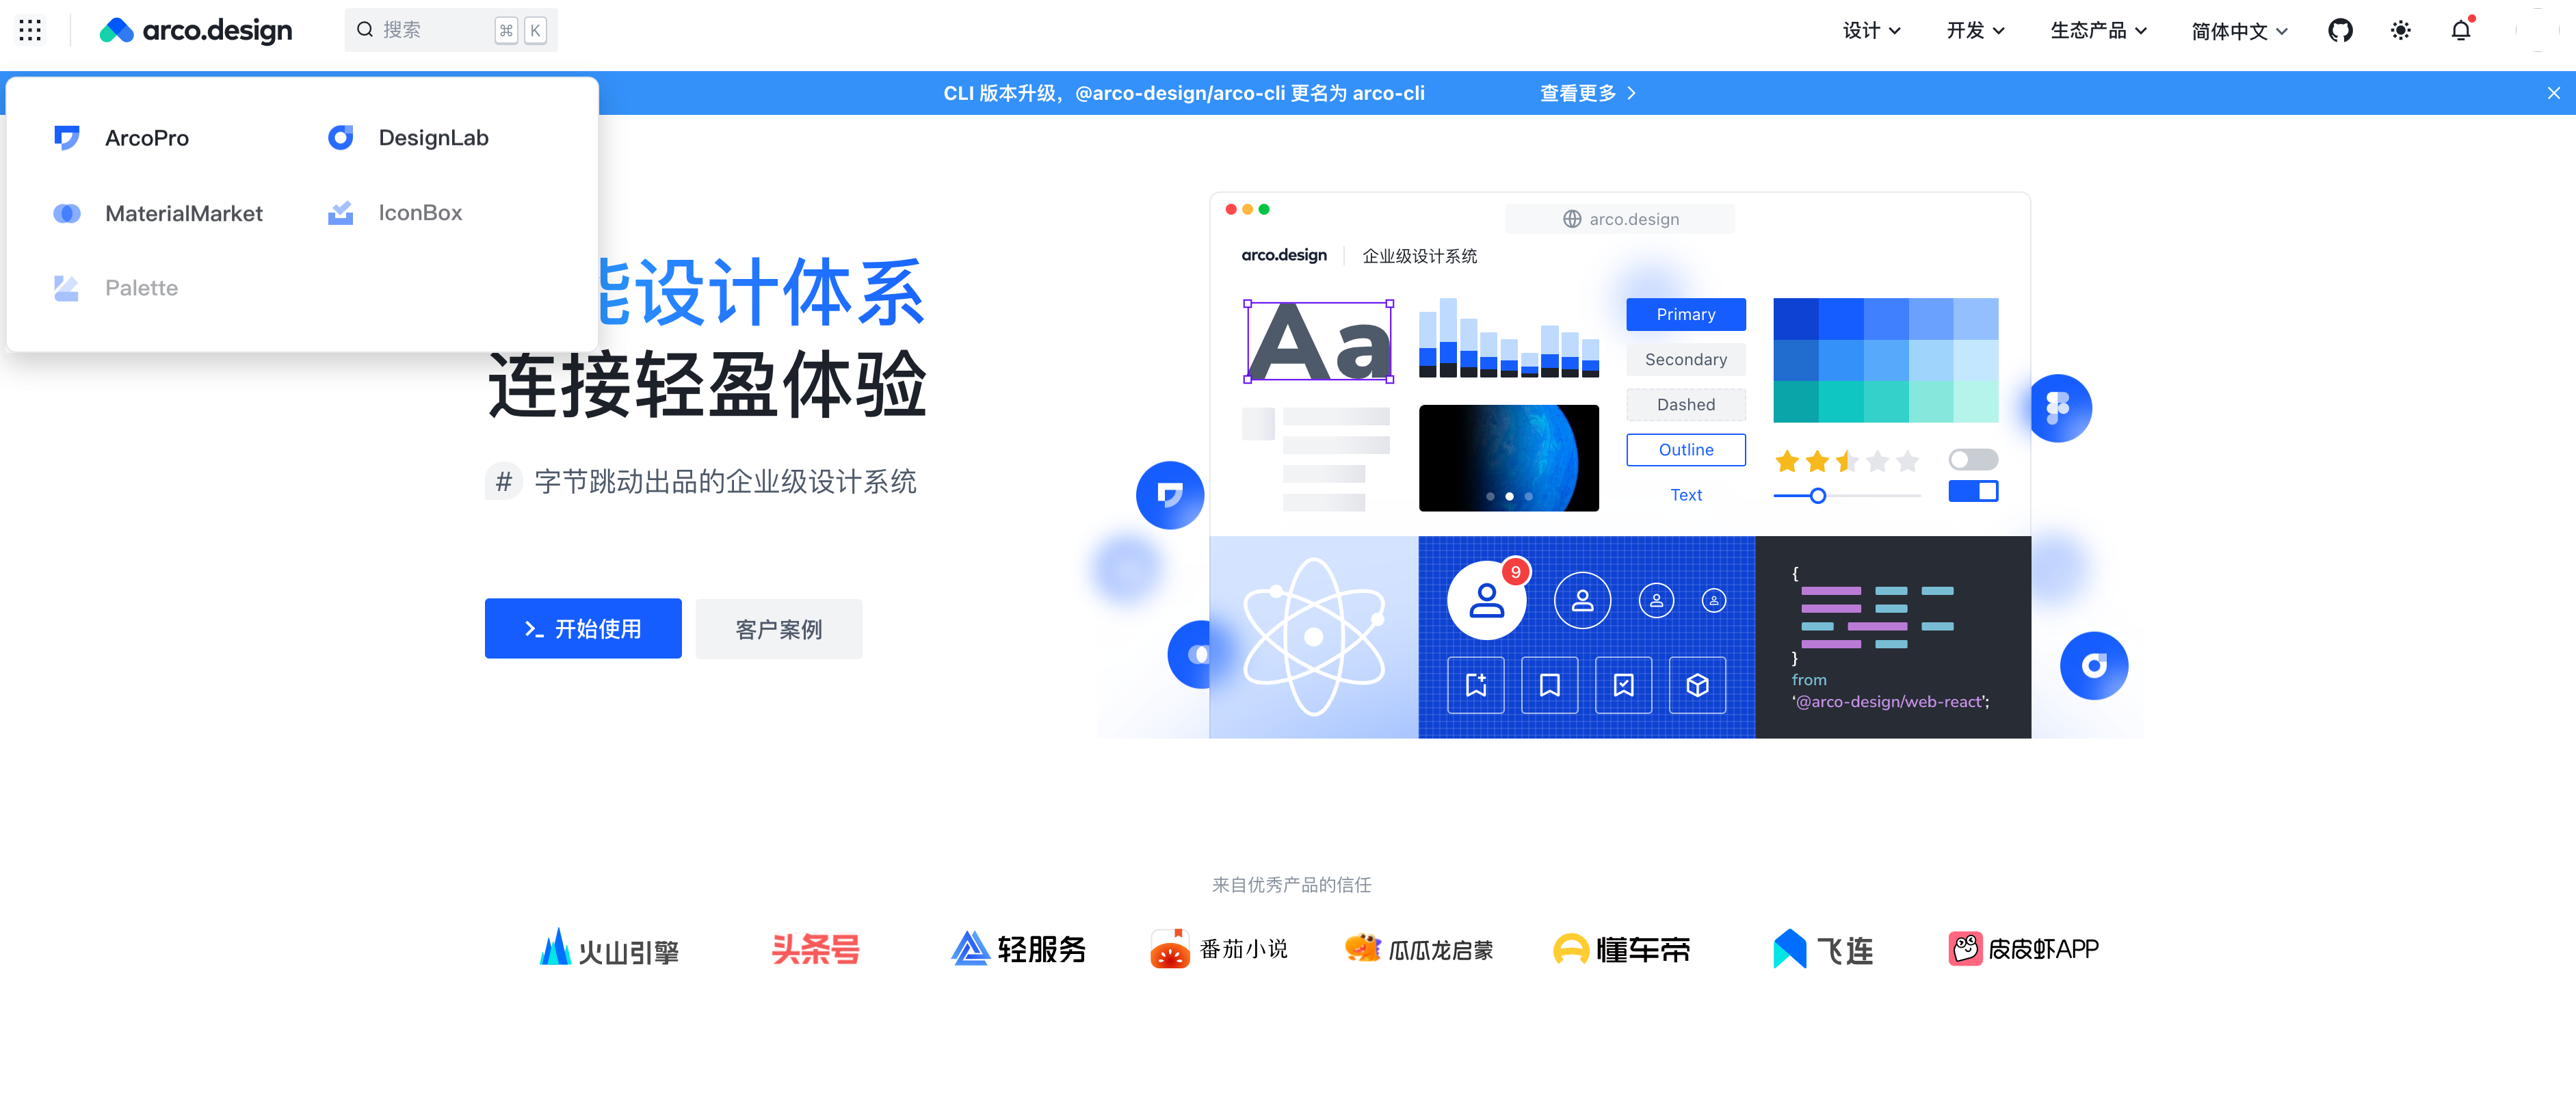 arco.design
搜索
⌘ K
设计
开发
生态产品
简体中文
CLI 版本升级，@arco-design/arco-cli 更名为 arco-cli
查看更多
ArcoPro
DesignLab
MaterialMarket
IconBox
Palette
能设计体系
连接轻盈体验
# 字节跳动出品的企业级设计系统
>_ 开始使用
客户案例
arco.design
arco.design
企业级设计系统
Aa
Primary
Secondary
Dashed
Outline
Text
9
{
}
from
‘@arco-design/web-react’;
来自优秀产品的信任
火山引擎
头条号
轻服务
番茄小说
瓜瓜龙启蒙
懂车帝
飞连
皮皮虾APP